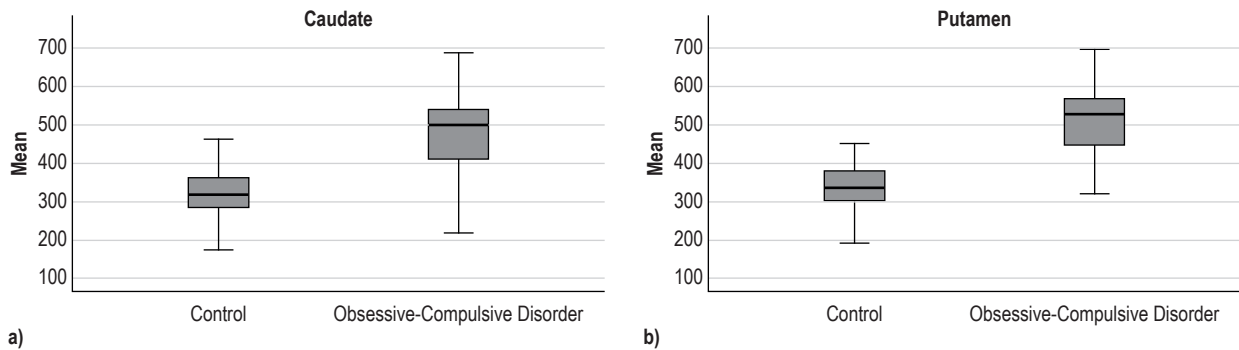 Caudate
700
600
500
400
300
200
100
Mean
Control Obsessive-Compulsive Disorder
a)
Putamen
700
600
500
400
300
200
100
Mean
Control Obsessive-Compulsive Disorder
b)